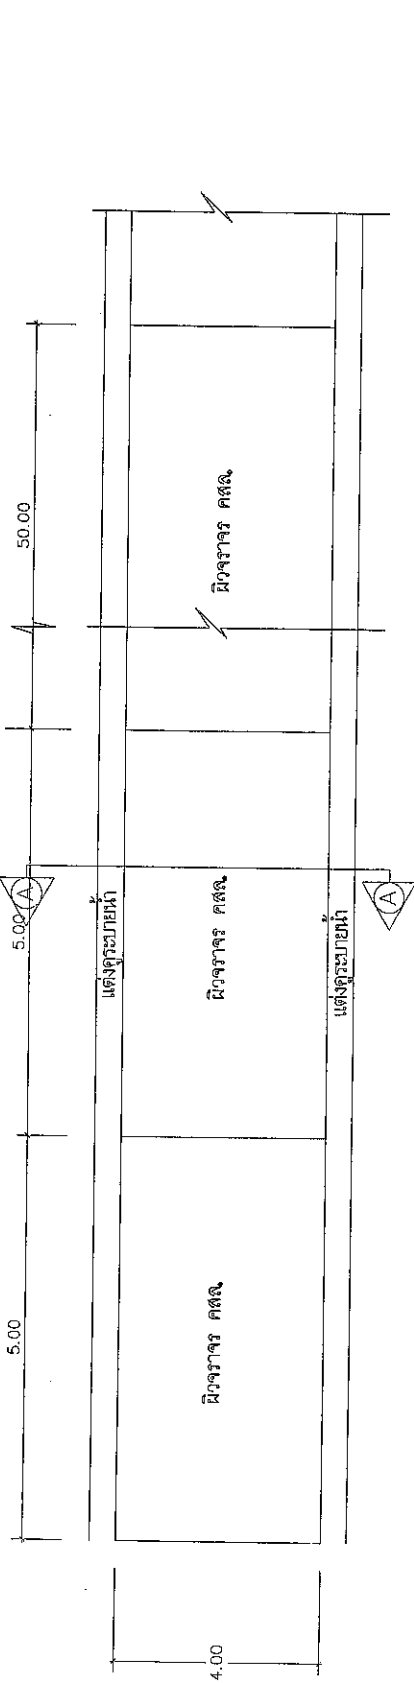 5.00
5.00
50.00
A
แต่งคูระบายน้ำ
ผิวจราจร คสล.
ผิวจราจร คสล.
ผิวจราจร คสล.
แต่งคูระบายน้ำ
A
4.00